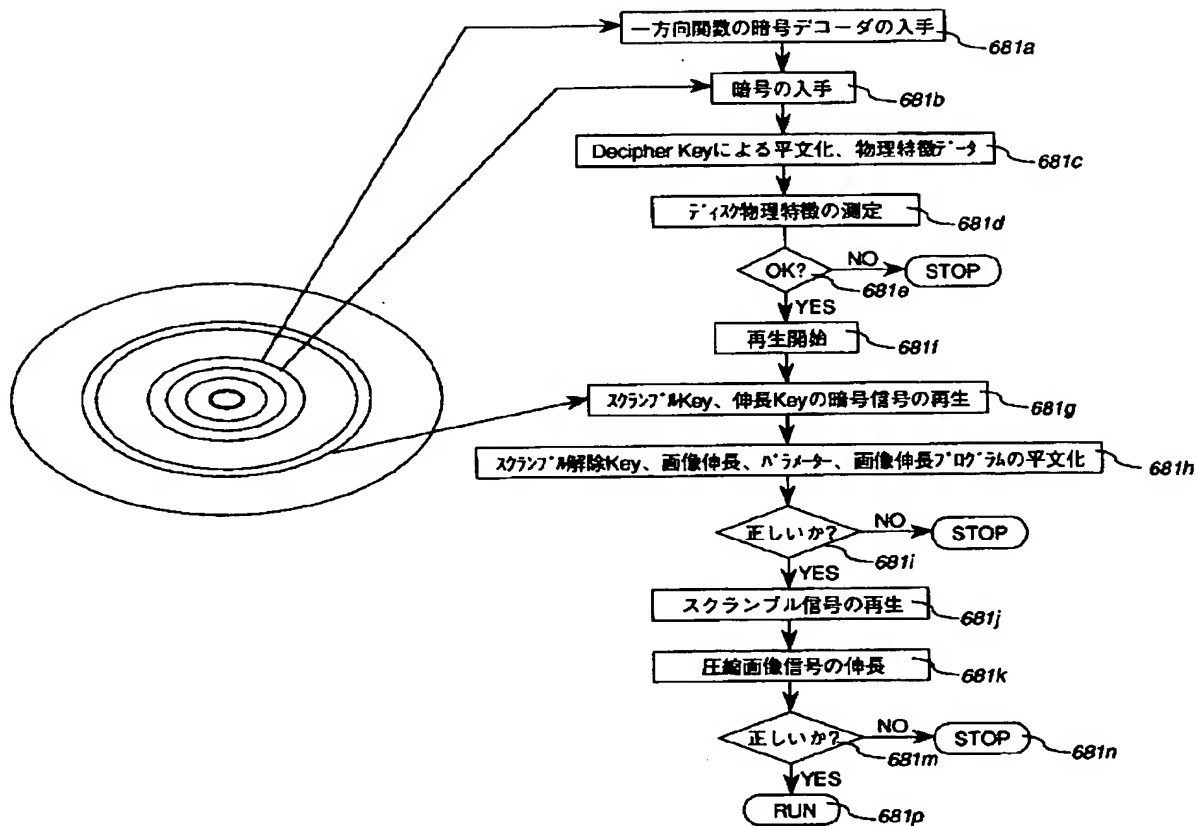 一方向関数の暗号デコーダの入手
681a
暗号の入手
681b
Decipher Keyによる平文化、物理特徴データ
681c
ディスク物理特徴の測定
681d
OK?
NO
STOP
681e
YES
再生開始
681f
スクランブルKey、伸長Keyの暗号信号の再生
681g
スクランブル解除Key、画像伸長、パラメーター、画像伸長プログラムの平文化
681h
正しいか?
NO
STOP
681i
YES
スクランブル信号の再生
681j
圧縮画像信号の伸長
681k
正しいか?
NO
STOP
681m
681n
YES
RUN
681p